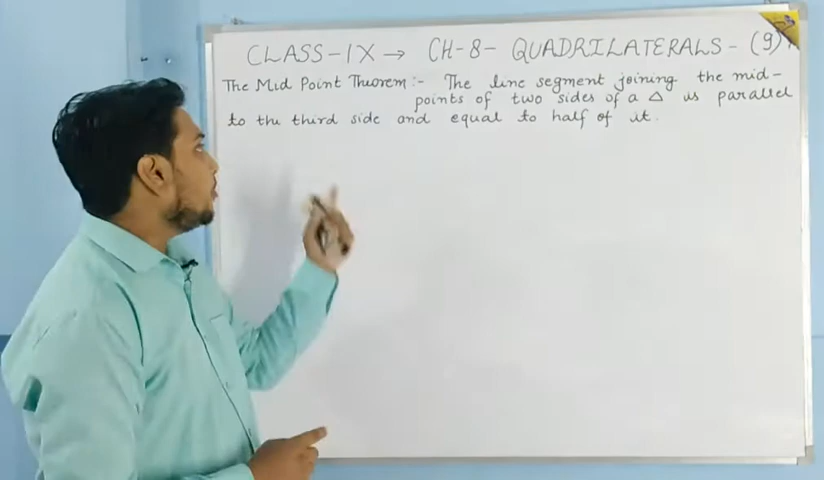 CLASS-IX → CH-8- QUADRILATERALS-(9)
The Mid Point Theorem:- The line segment joining the mid-
points of two sides of a △ is parallel
to the third side and equal to half of it.